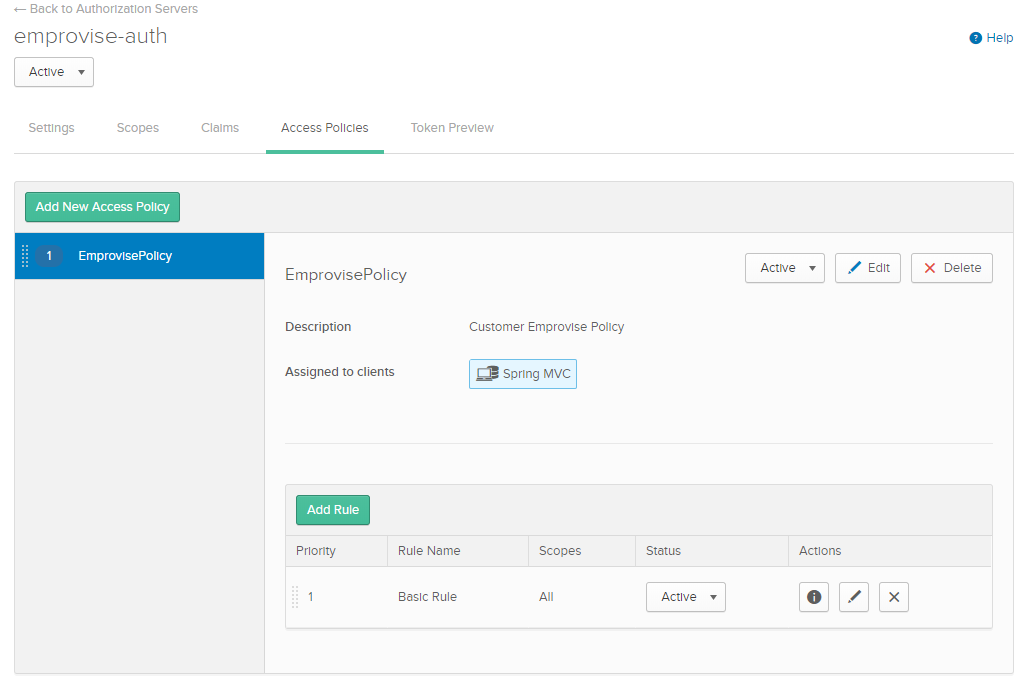 ← Back to Authorization Servers
emprovise-auth
Help
Active
Settings Scopes Claims Access Policies Token Preview
Add New Access Policy
1 EmprovisePolicy
EmprovisePolicy
Active Edit Delete
Description Customer Emprovise Policy
Assigned to clients Spring MVC
Add Rule
Priority Rule Name Scopes Status Actions
1 Basic Rule All Active